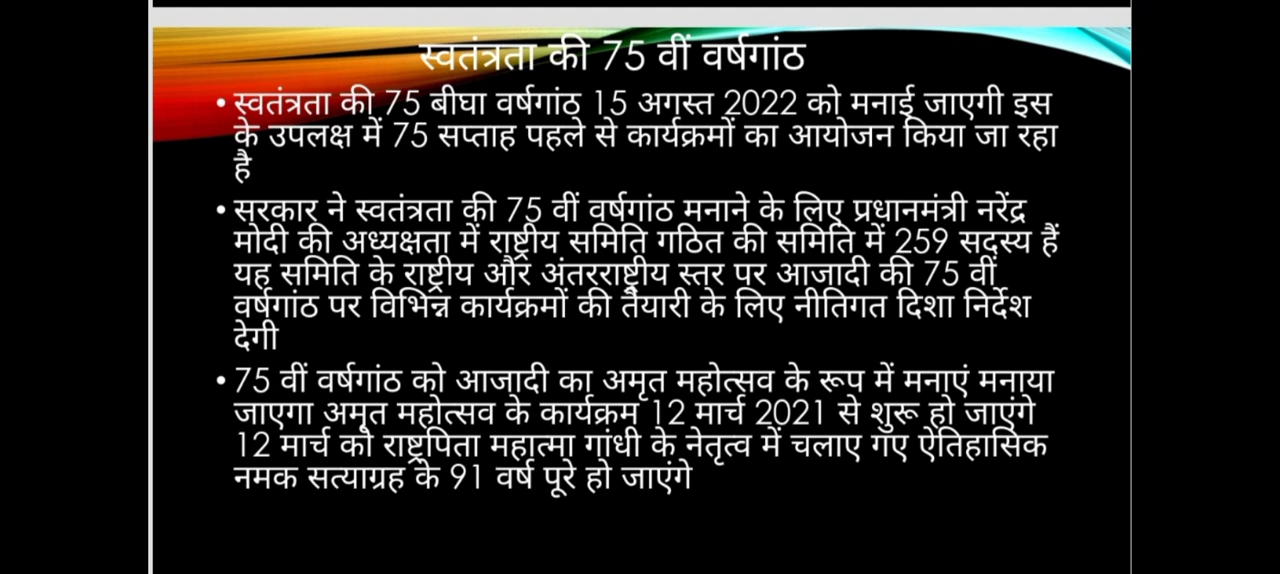 स्वतंत्रता की 75 वीं वर्षगांठ
• स्वतंत्रता की 75 बीघा वर्षगांठ 15 अगस्त 2022 को मनाई जाएगी इस
के उपलक्ष में 75 सप्ताह पहले से कार्यक्रमों का आयोजन किया जा रहा
है
• सरकार ने स्वतंत्रता की 75 वीं वर्षगांठ मनाने के लिए प्रधानमंत्री नरेंद्र
मोदी की अध्यक्षता में राष्ट्रीय समिति गठित की समिति में 259 सदस्य हैं
यह समिति के राष्ट्रीय और अंतरराष्ट्रीय स्तर पर आजादी की 75 वीं
वर्षगांठ पर विभिन्न कार्यक्रमों की तैयारी के लिए नीतिगत दिशा निर्देश
देगी
• 75 वीं वर्षगांठ को आजादी का अमृत महोत्सव के रूप में मनाएं मनाया
जाएगा अमृत महोत्सव के कार्यक्रम 12 मार्च 2021 से शुरू हो जाएंगे
12 मार्च को राष्ट्रपिता महात्मा गांधी के नेतृत्व में चलाए गए ऐतिहासिक
नमक सत्याग्रह के 91 वर्ष पूरे हो जाएंगे